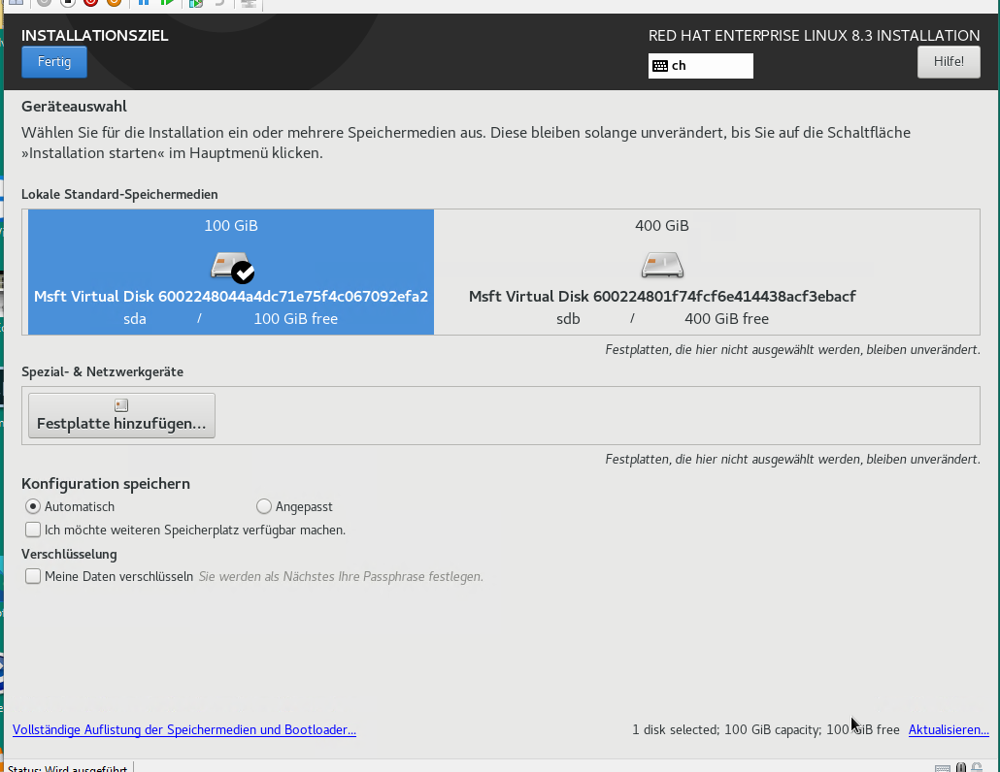 INSTALLATIONSZIEL
RED HAT ENTERPRISE LINUX 8.3 INSTALLATION
Fertig
ch
Hilfe!
Geräteauswahl
Wählen Sie für die Installation ein oder mehrere Speichermedien aus. Diese bleiben solange unverändert, bis Sie auf die Schaltfläche
»Installation starten« im Hauptmenü klicken.
Lokale Standard-Speichermedien
100 GiB
Msft Virtual Disk 6002248044a4dc71e75f4c067092efa2
sda / 100 GiB free
400 GiB
Msft Virtual Disk 600224801f74fcf6e414438acf3ebacf
sdb / 400 GiB free
Festplatten, die hier nicht ausgewählt werden, bleiben unverändert.
Spezial- & Netzwerkgeräte
Festplatte hinzufügen...
Festplatten, die hier nicht ausgewählt werden, bleiben unverändert.
Konfiguration speichern
Automatisch
Angepasst
Ich möchte weiteren Speicherplatz verfügbar machen.
Verschlüsselung
Meine Daten verschlüsseln Sie werden als Nächstes Ihre Passphrase festlegen.
Vollständige Auflistung der Speichermedien und Bootloader...
1 disk selected; 100 GiB capacity; 100 GiB free
Aktualisieren...
Status: Wird ausgeführt